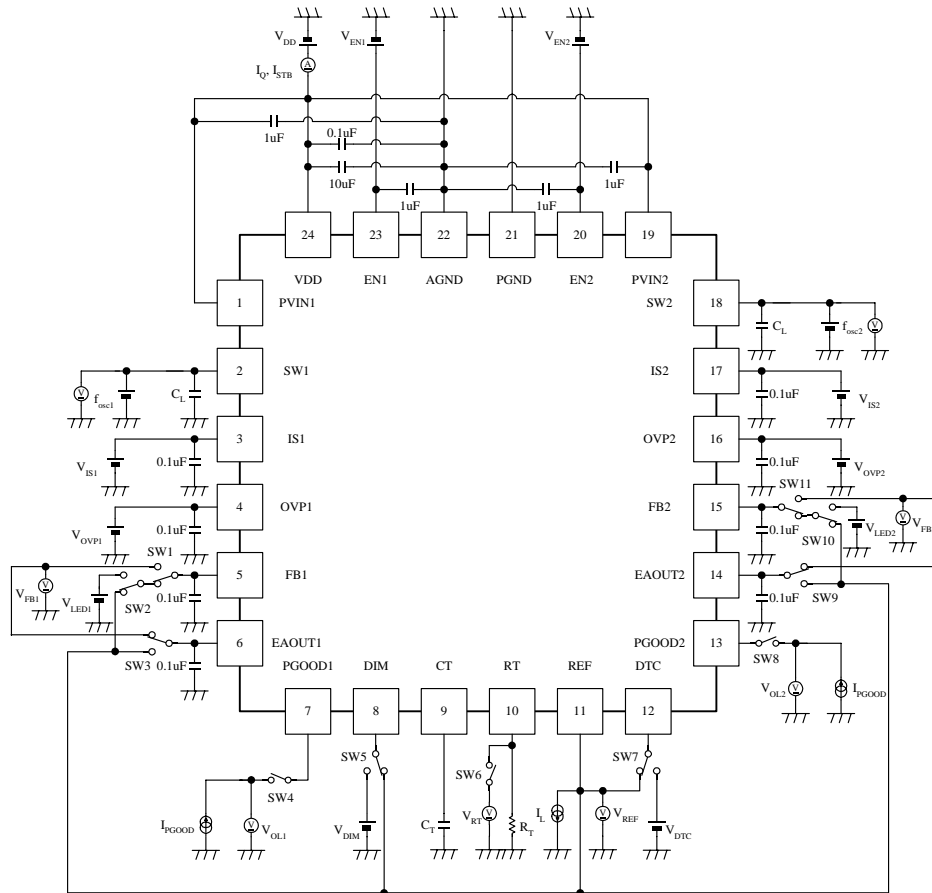 VDD
VEN1
VEN2
IQ, ISTB
A
1uF
0.1uF
10uF
1uF
1uF
1uF
24
23
22
21
20
19
VDD
EN1
AGND
PGND
EN2
PVIN2
1
PVIN1
SW2
18
CL
fosc2
V
2
SW1
IS2
17
V
fosc1
CL
0.1uF
VIS2
3
IS1
OVP2
16
VIS1
0.1uF
0.1uF
VOVP2
SW11
4
OVP1
FB2
15
VOVP1
0.1uF
0.1uF
SW10
VLED2
V
VFB
SW1
5
FB1
EAOUT2
14
V
VFB1
VLED1
SW2
0.1uF
0.1uF
SW9
6
EAOUT1
PGOOD2
13
SW3
0.1uF
SW8
VOL2
V
IPGOOD
PGOOD1
DIM
CT
RT
REF
DTC
7
8
9
10
11
12
SW4
SW5
SW6
SW7
IPGOOD
V
VOL1
VDIM
CT
VRT
V
RT
IL
V
VREF
VDTC